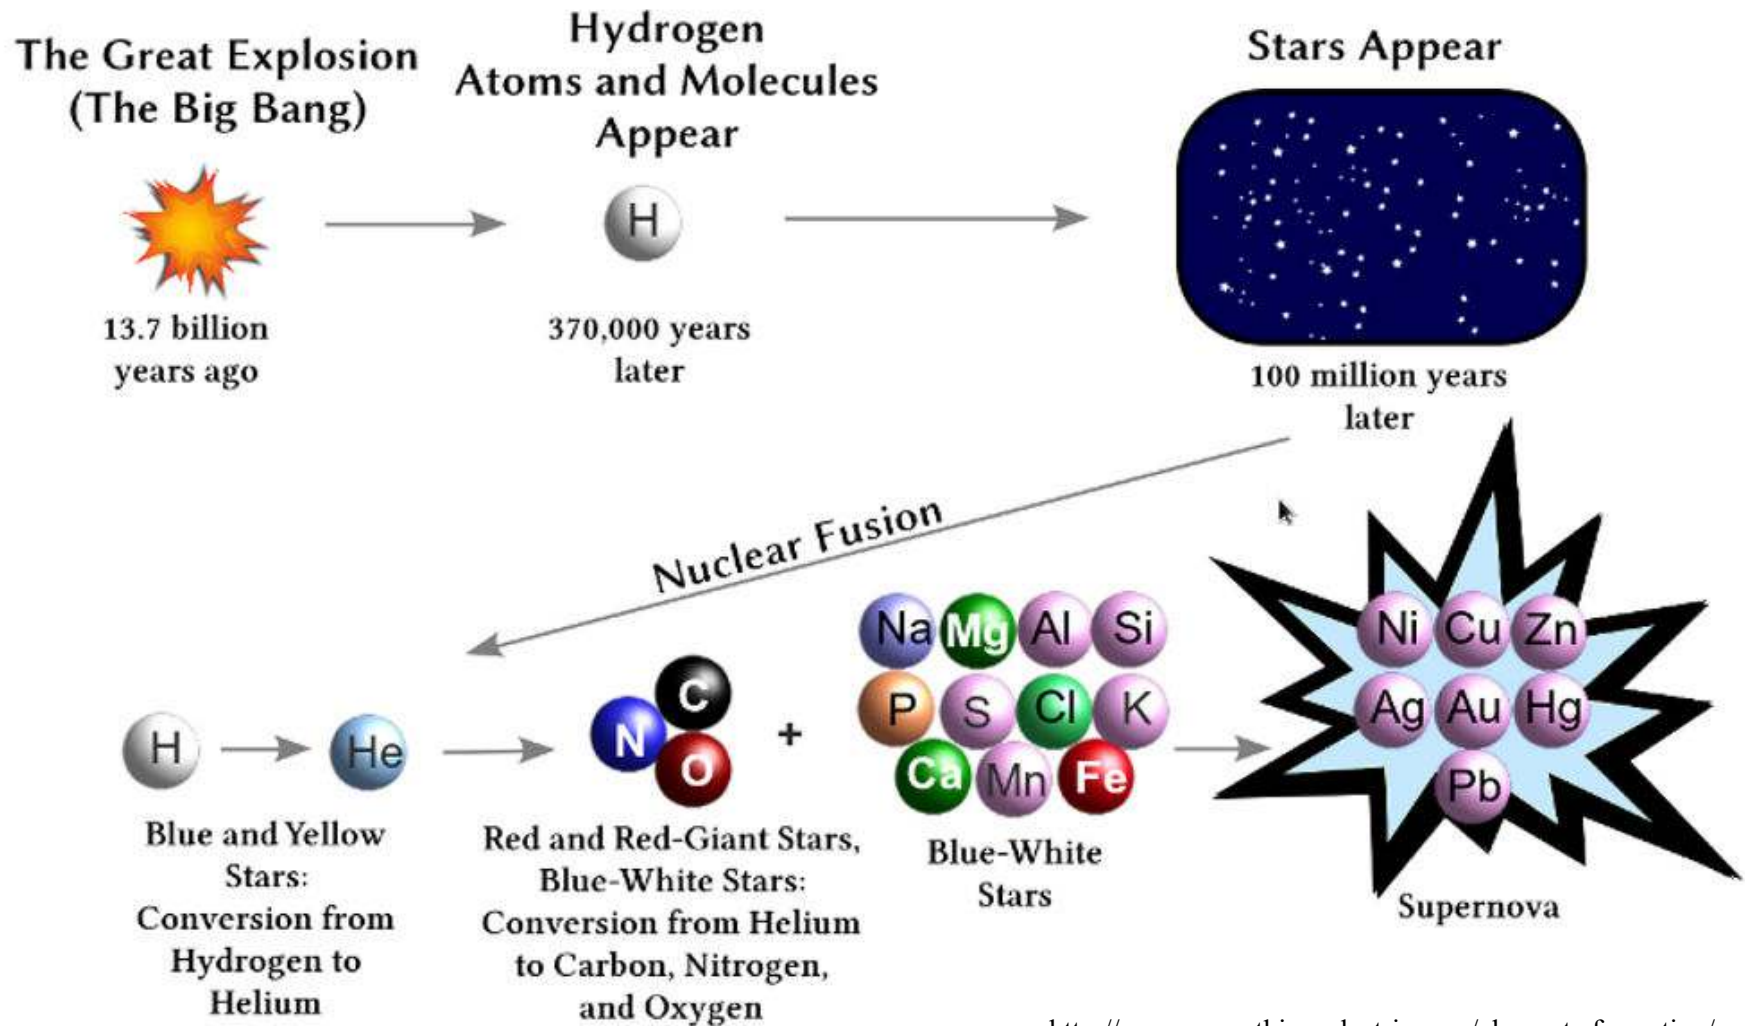 The Great Explosion
(The Big Bang)
13.7 billion
years ago
Hydrogen
Atoms and Molecules
Appear
H
370,000 years
later
Stars Appear
100 million years
later
Nuclear Fusion
H
He
Blue and Yellow
Stars:
Conversion from
Hydrogen to
Helium
C
N
O
Red and Red-Giant Stars,
Blue-White Stars:
Conversion from Helium
to Carbon, Nitrogen,
and Oxygen
+
Na Mg Al Si
P S Cl K
Ca Mn Fe
Blue-White
Stars
Ni Cu Zn
Ag Au Hg
Pb
Supernova